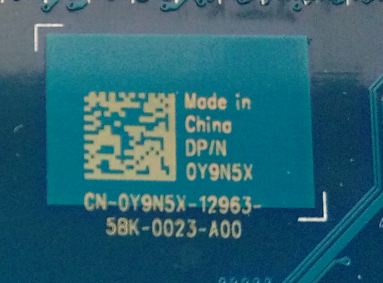 Made in
China
DP/N
0Y9N5X
CN-0Y9N5X-12963-
58K-0023-A00